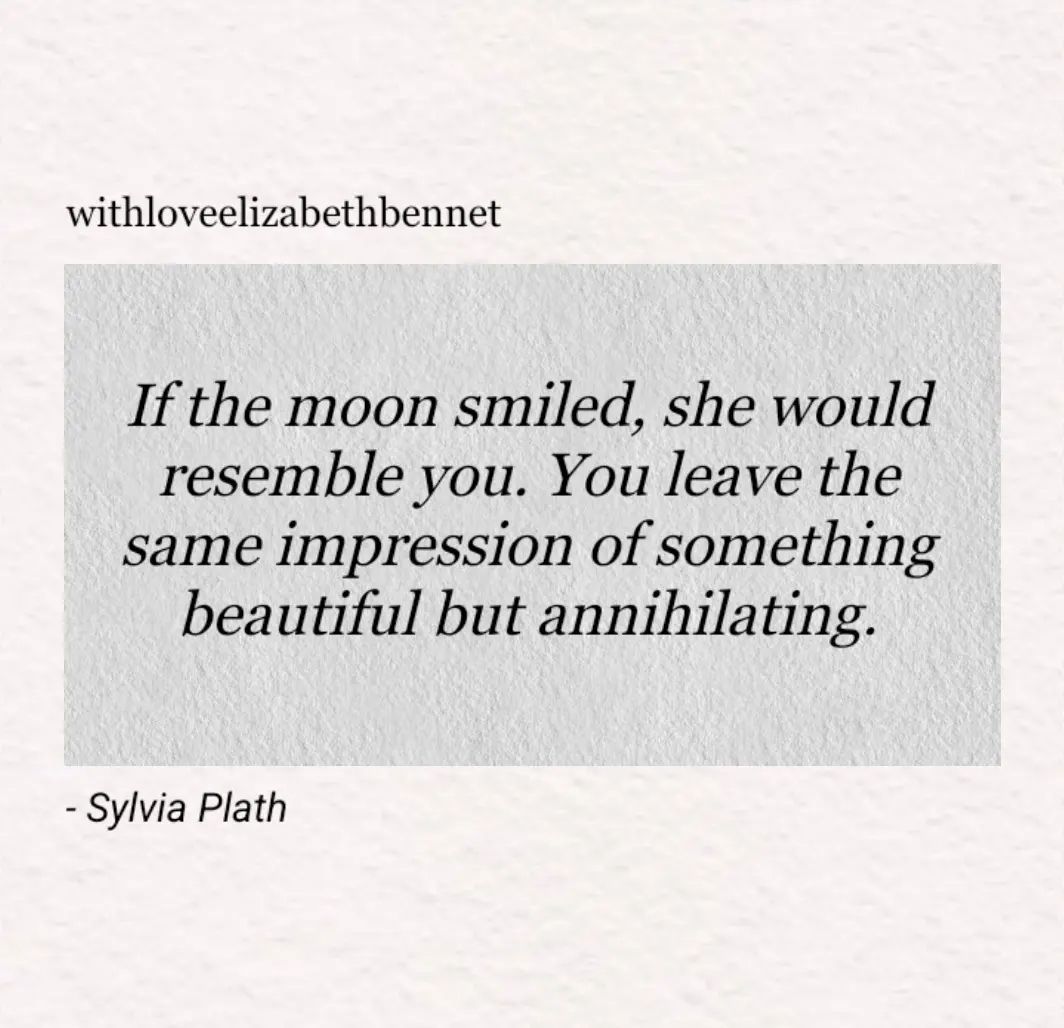 withloveelizabethbennet
If the moon smiled, she would
resemble you. You leave the
same impression of something
beautiful but annihilating.
- Sylvia Plath